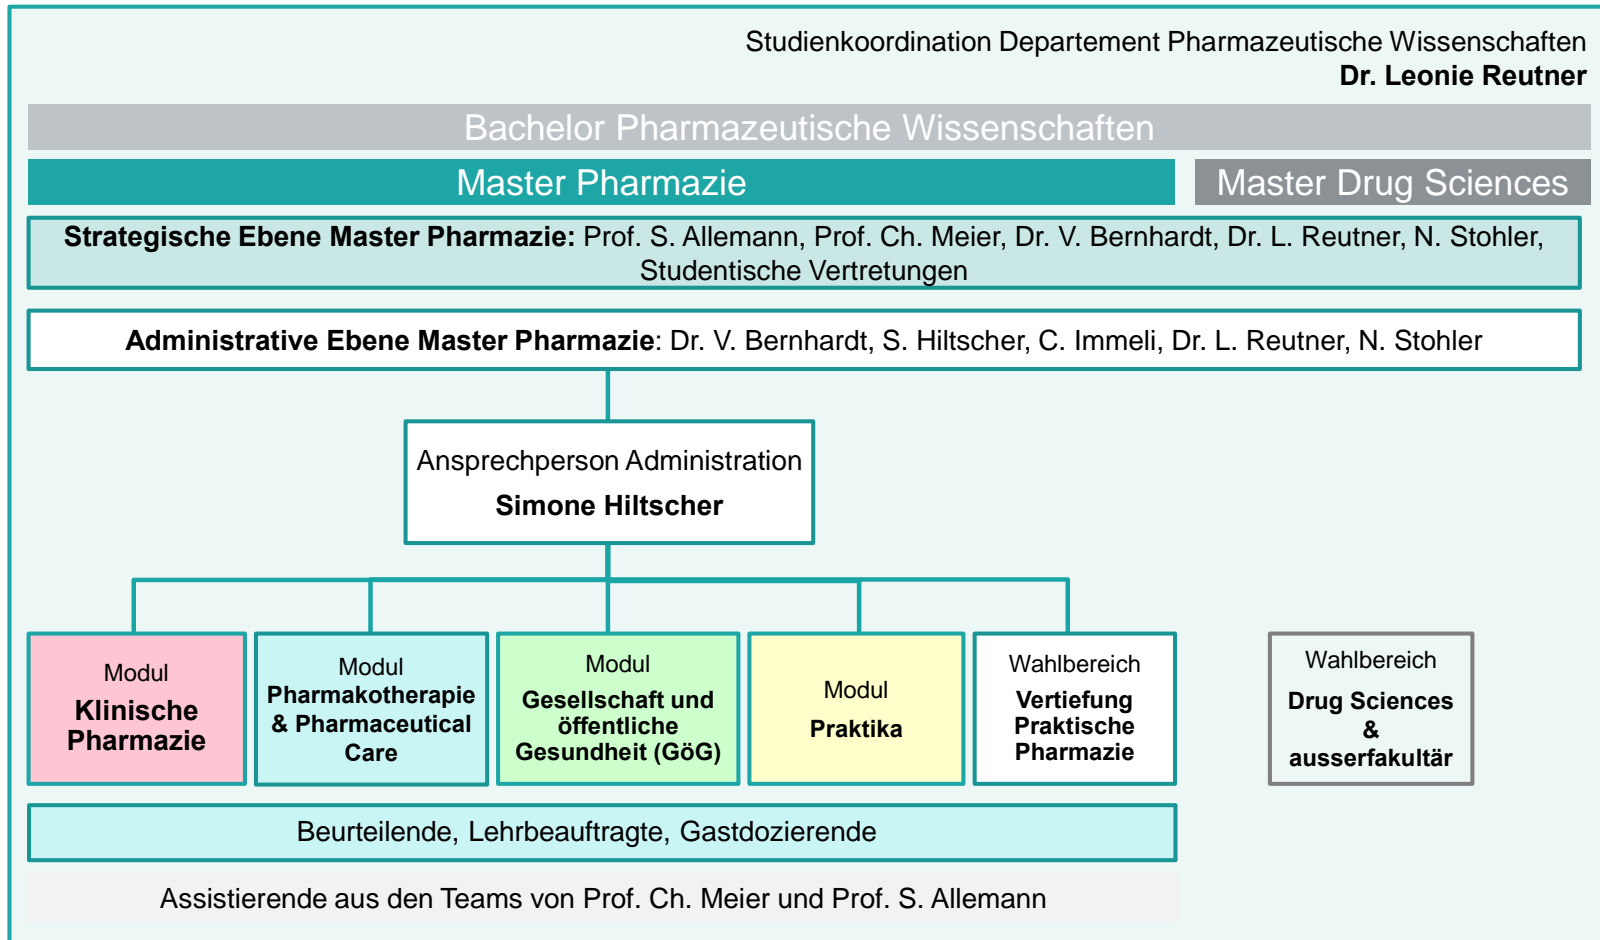 Studienkoordination Departement Pharmazeutische Wissenschaften
Dr. Leonie Reutner
Bachelor Pharmazeutische Wissenschaften
Master Pharmazie
Master Drug Sciences
Strategische Ebene Master Pharmazie: Prof. S. Allemann, Prof. Ch. Meier, Dr. V. Bernhardt, Dr. L. Reutner, N. Stohler,
Studentische Vertretungen
Administrative Ebene Master Pharmazie: Dr. V. Bernhardt, S. Hiltscher, C. Immeli, Dr. L. Reutner, N. Stohler
Ansprechperson Administration
Simone Hiltscher
Modul
Klinische
Pharmazie
Modul
Pharmakotherapie
& Pharmaceutical
Care
Modul
Gesellschaft und
öffentliche
Gesundheit (GöG)
Modul
Praktika
Wahlbereich
Vertiefung
Praktische
Pharmazie
Wahlbereich
Drug Sciences
&
ausserfakultär
Beurteilende, Lehrbeauftragte, Gastdozierende
Assistierende aus den Teams von Prof. Ch. Meier und Prof. S. Allemann